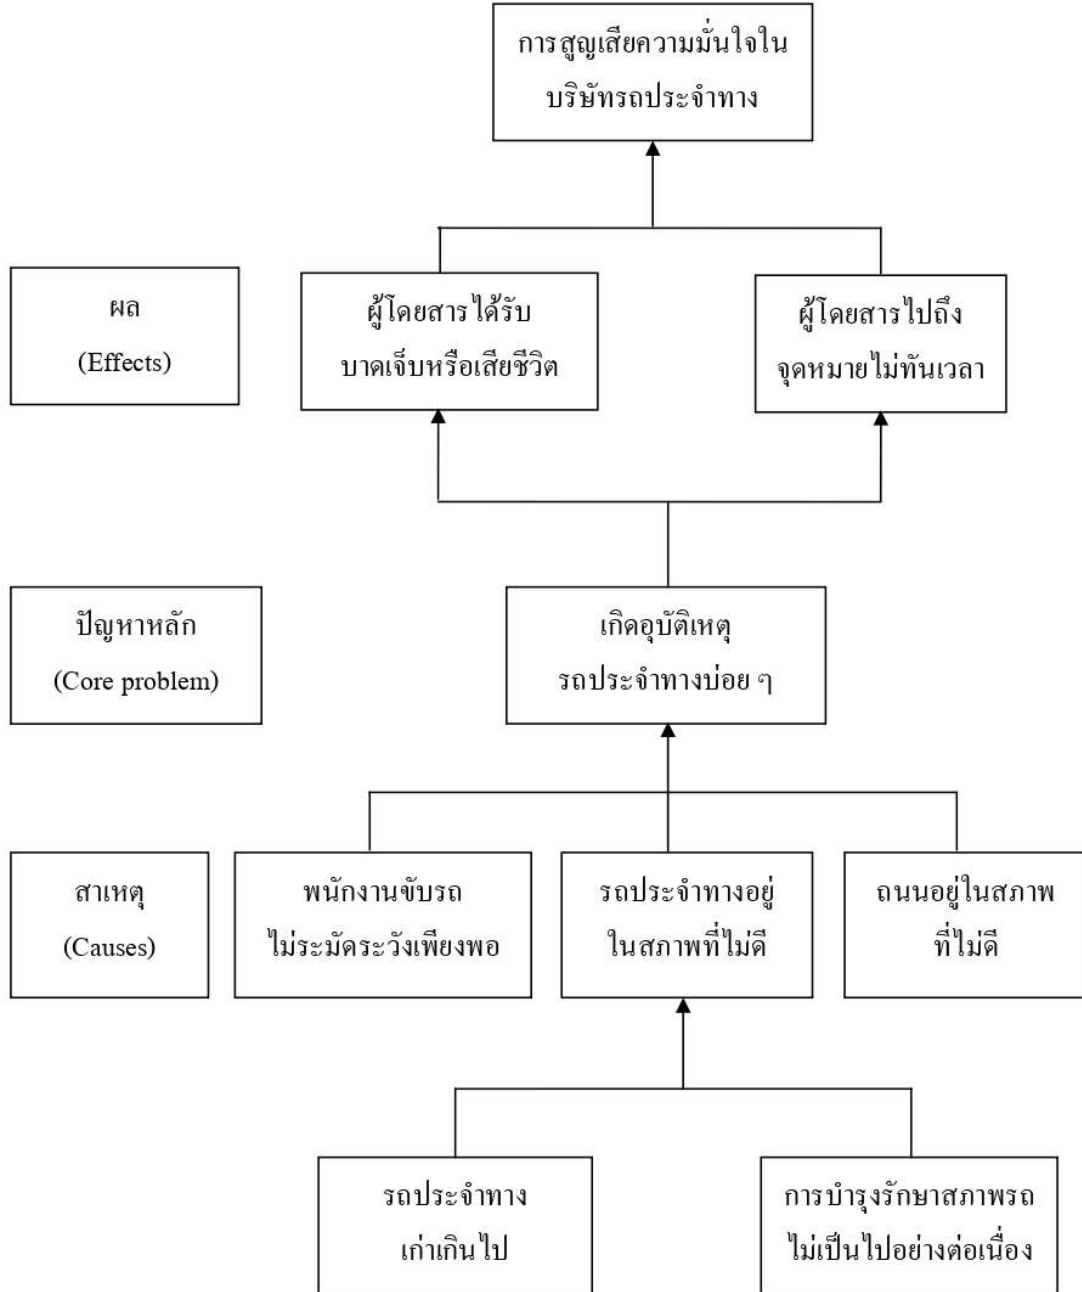 การสูญเสียความมั่นใจใน
บริษัทรถประจำทาง
ผล
(Effects)
ผู้โดยสารได้รับ
บาดเจ็บหรือเสียชีวิต
ผู้โดยสารไปถึง
จุดหมายไม่ทันเวลา
ปัญหาหลัก
(Core problem)
เกิดอุบัติเหตุ
รถประจำทางบ่อย ๆ
สาเหตุ
(Causes)
พนักงานขับรถ
ไม่ระมัดระวังเพียงพอ
รถประจำทางอยู่
ในสภาพที่ไม่ดี
ถนนอยู่ในสภาพ
ที่ไม่ดี
รถประจำทาง
เก่าเกินไป
การบำรุงรักษาสภาพรถ
ไม่เป็นไปอย่างต่อเนื่อง